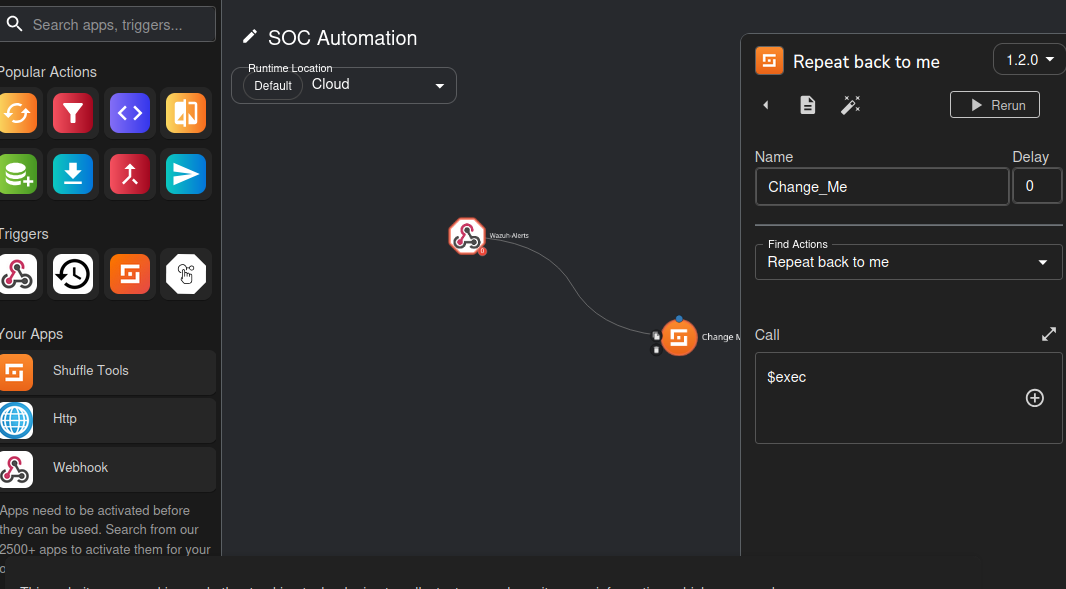 Search apps, triggers...
Popular Actions
Triggers
Your Apps
Shuffle Tools
Http
Webhook
Apps need to be activated before
they can be used. Search from our
2500+ apps to activate them for your
SOC Automation
Runtime Location
Default Cloud
Wazuh-Alerts
Change M
Repeat back to me
1.2.0
Rerun
Name
Delay
Change_Me
0
Find Actions
Repeat back to me
Call
$exec